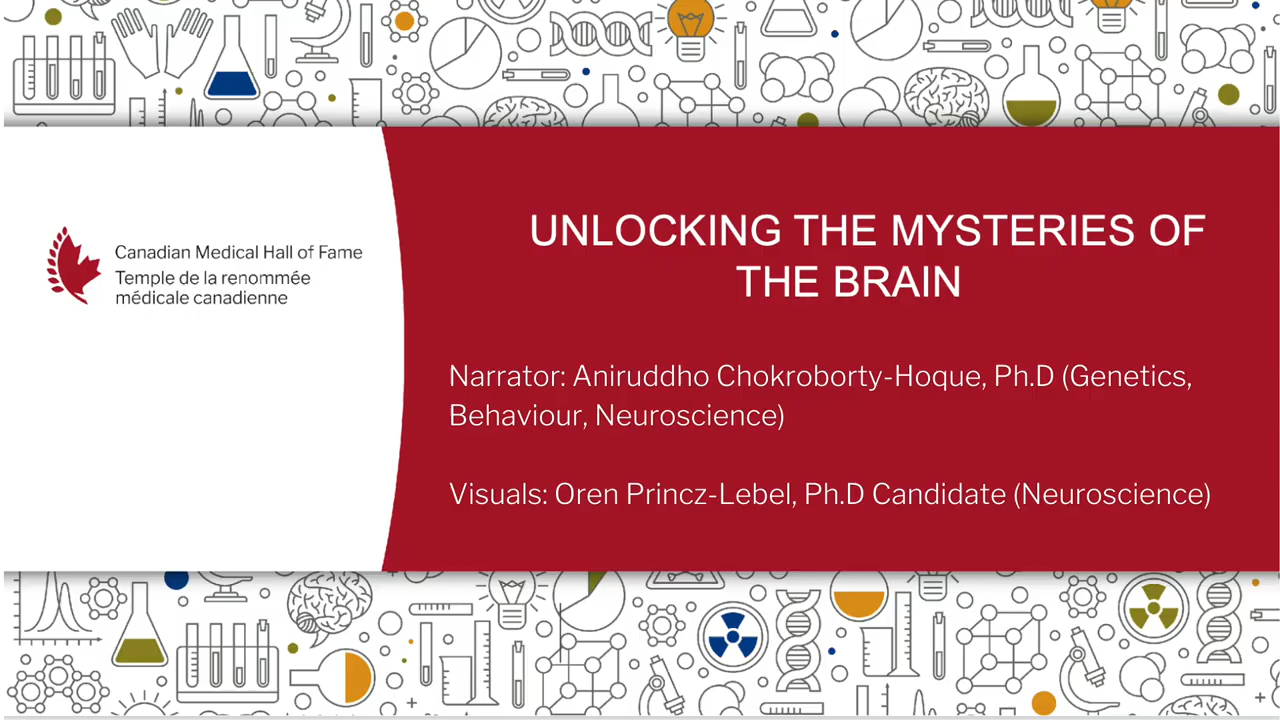 Canadian Medical Hall of Fame
Temple de la renommée
médicale canadienne
UNLOCKING THE MYSTERIES OF
THE BRAIN
Narrator: Aniruddho Chokroborty-Hoque, Ph.D (Genetics,
Behaviour, Neuroscience)
Visuals: Oren Princz-Lebel, Ph.D Candidate (Neuroscience)